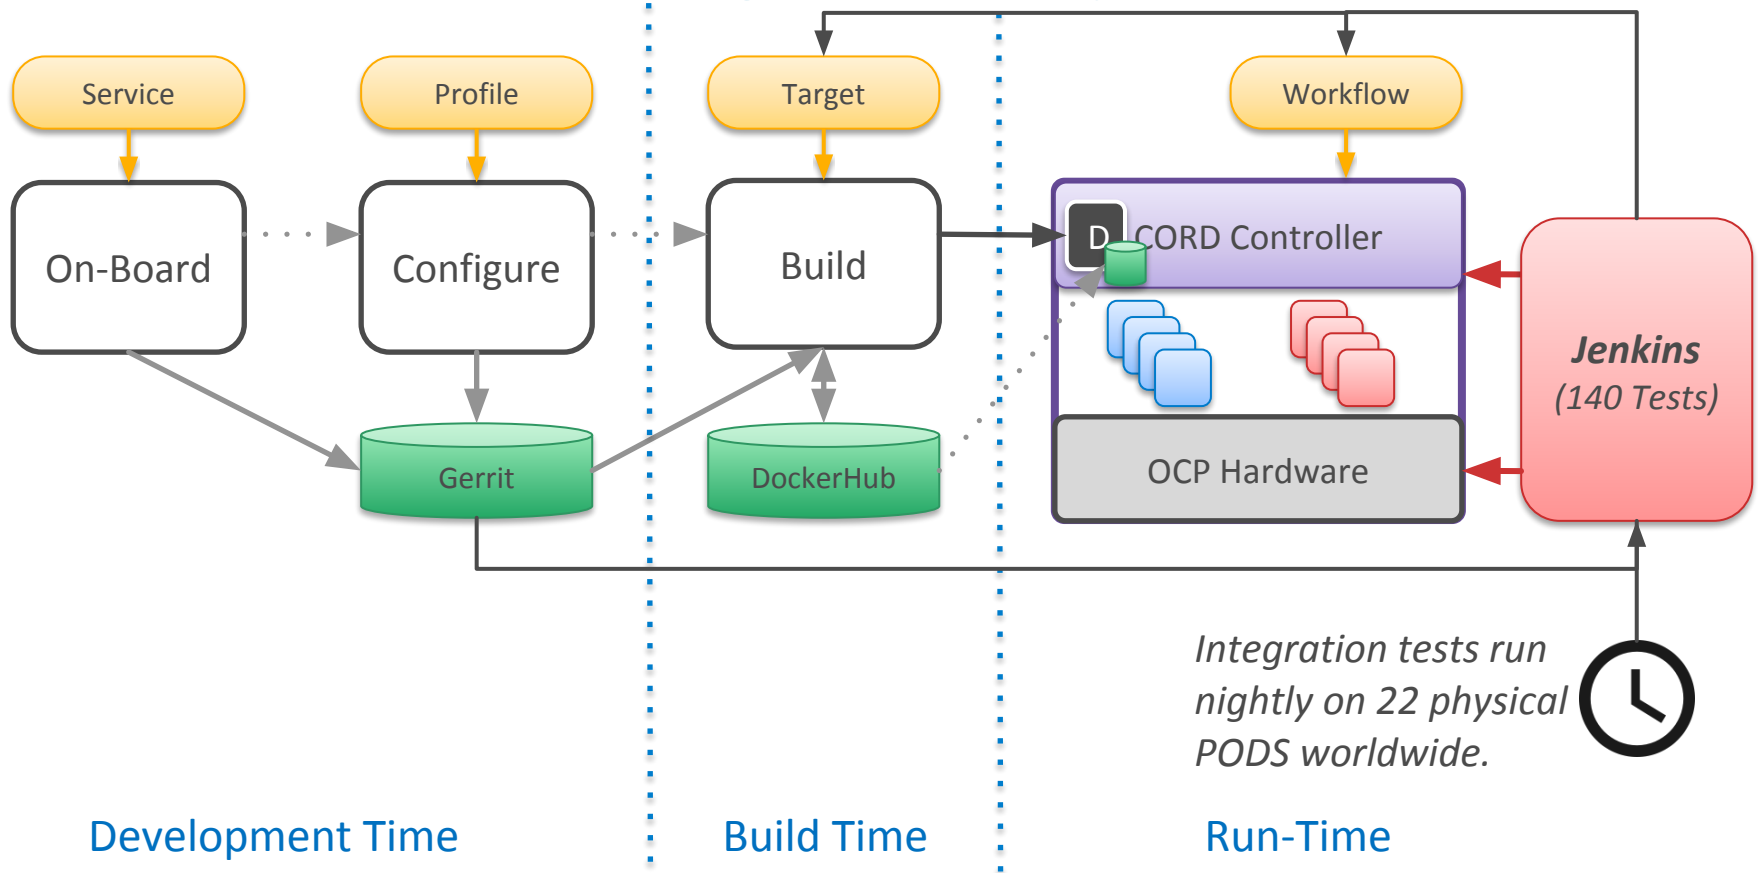 Service
Profile
Target
Workflow
On-Board
Configure
Build
D
CORD Controller
Jenkins
(140 Tests)
Gerrit
DockerHub
OCP Hardware
Integration tests run
nightly on 22 physical
PODS worldwide.
Development Time
Build Time
Run-Time